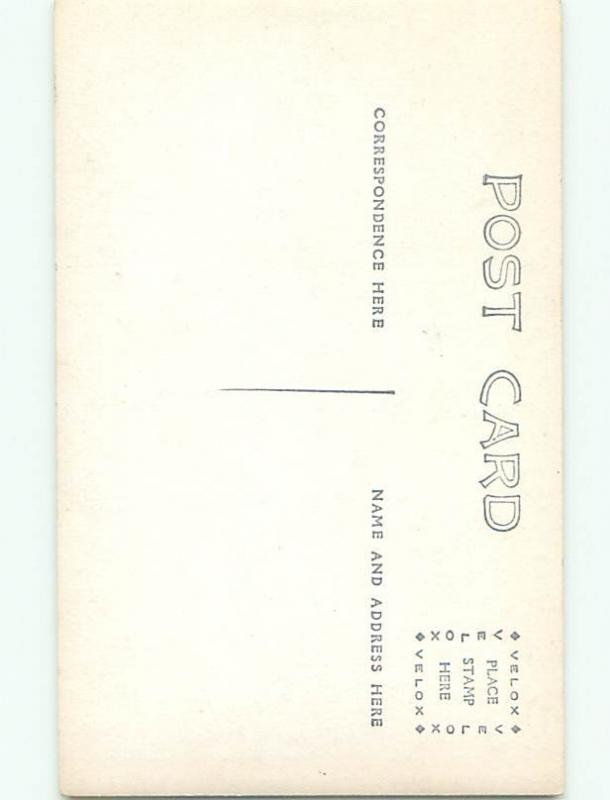 POST CARD
◆VELOX◆
V PLACE V
E E
L STAMP L
O HERE O
X X
◆VELOX◆
CORRESPONDENCE HERE
NAME AND ADDRESS HERE